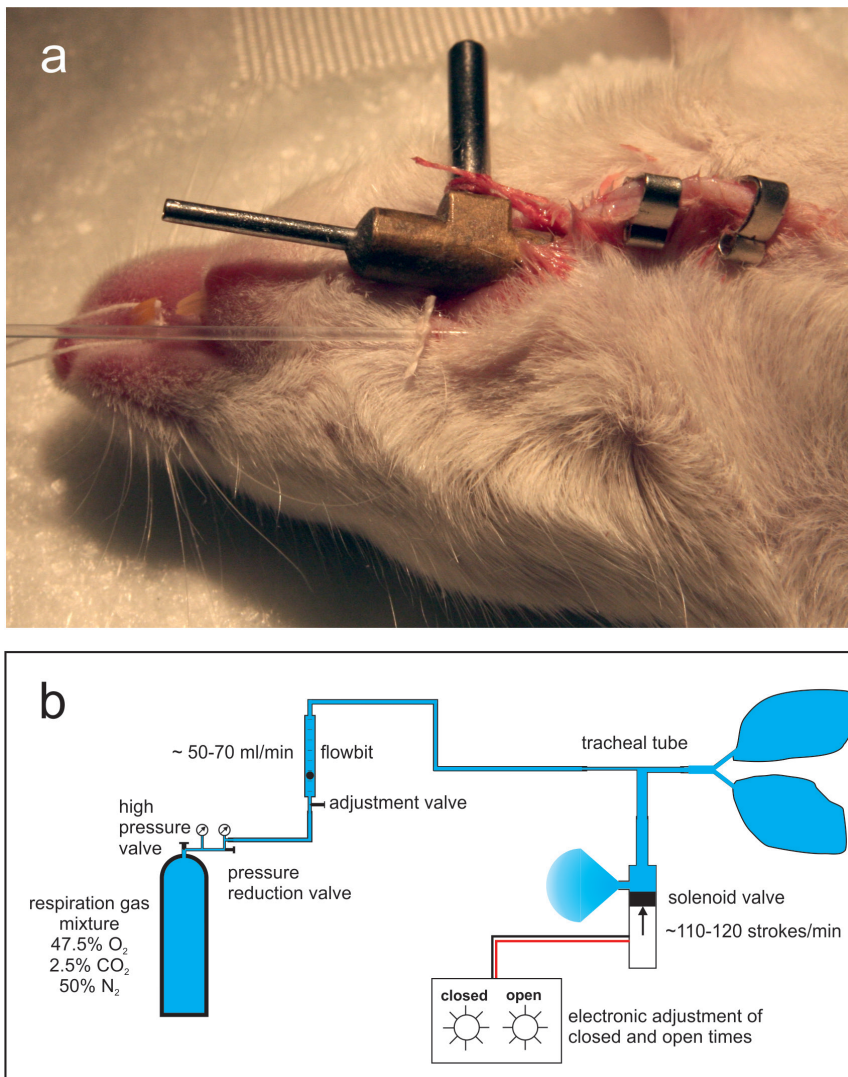 a
b
~ 50-70 ml/min
flowbit
tracheal tube
adjustment valve
high
pressure
valve
pressure
reduction valve
respiration gas
mixture
47.5% O₂
2.5% CO₂
50% N₂
solenoid valve
~110-120 strokes/min
closed open
electronic adjustment of
closed and open times